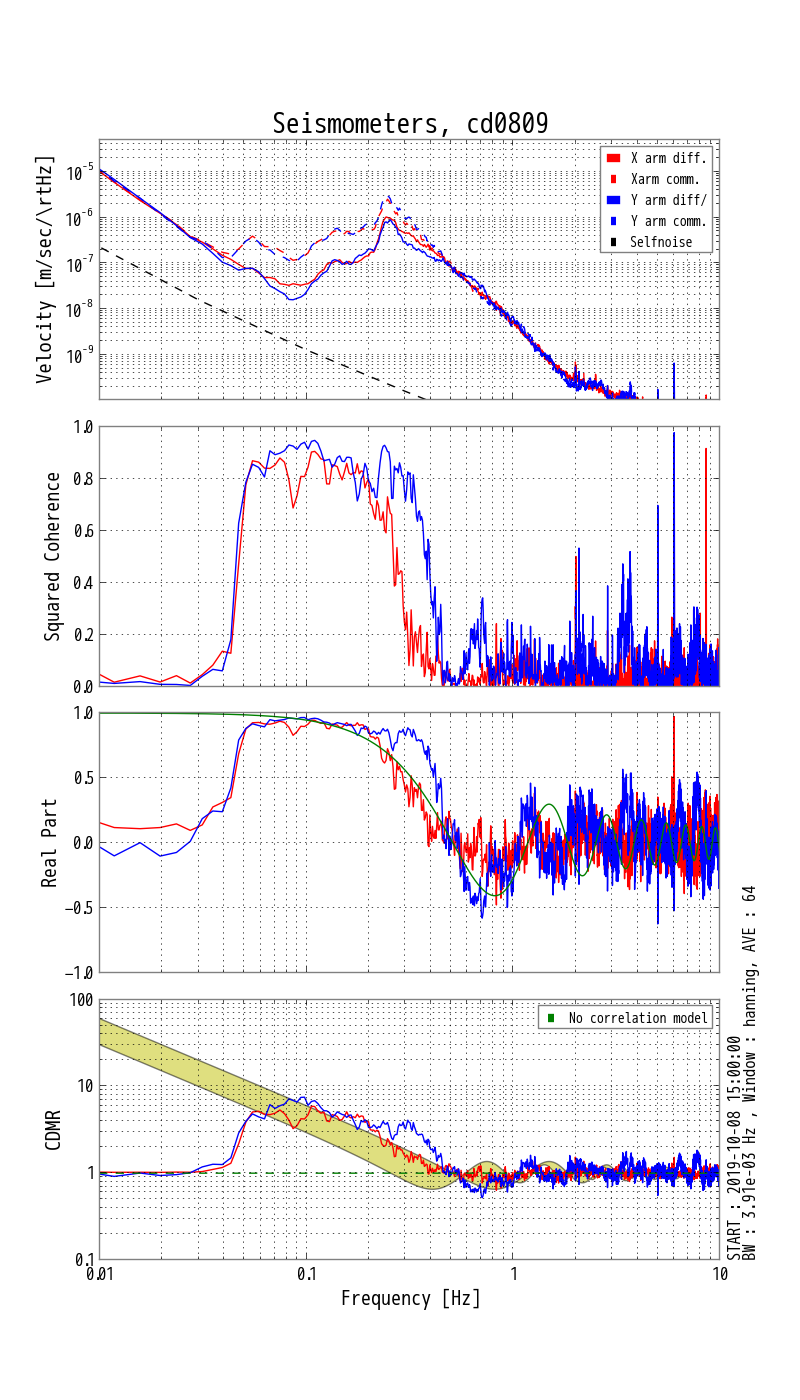 Seismometers, cd0809
Velocity [m/sec/\rtHz]
10^-5
10^-6
10^-7
10^-8
10^-9
X arm diff.
Xarm comm.
Y arm diff/
Y arm comm.
Selfnoise
Squared Coherence
1.0
0.8
0.6
0.4
0.2
0.0
Real Part
1.0
0.5
0.0
−0.5
−1.0
CDMR
100
10
1
0.1
No correlation model
0.01 0.1 1 10
Frequency [Hz]
START : 2019-10-08 15:00:00
BW : 3.91e-03 Hz , Window : hanning, AVE : 64